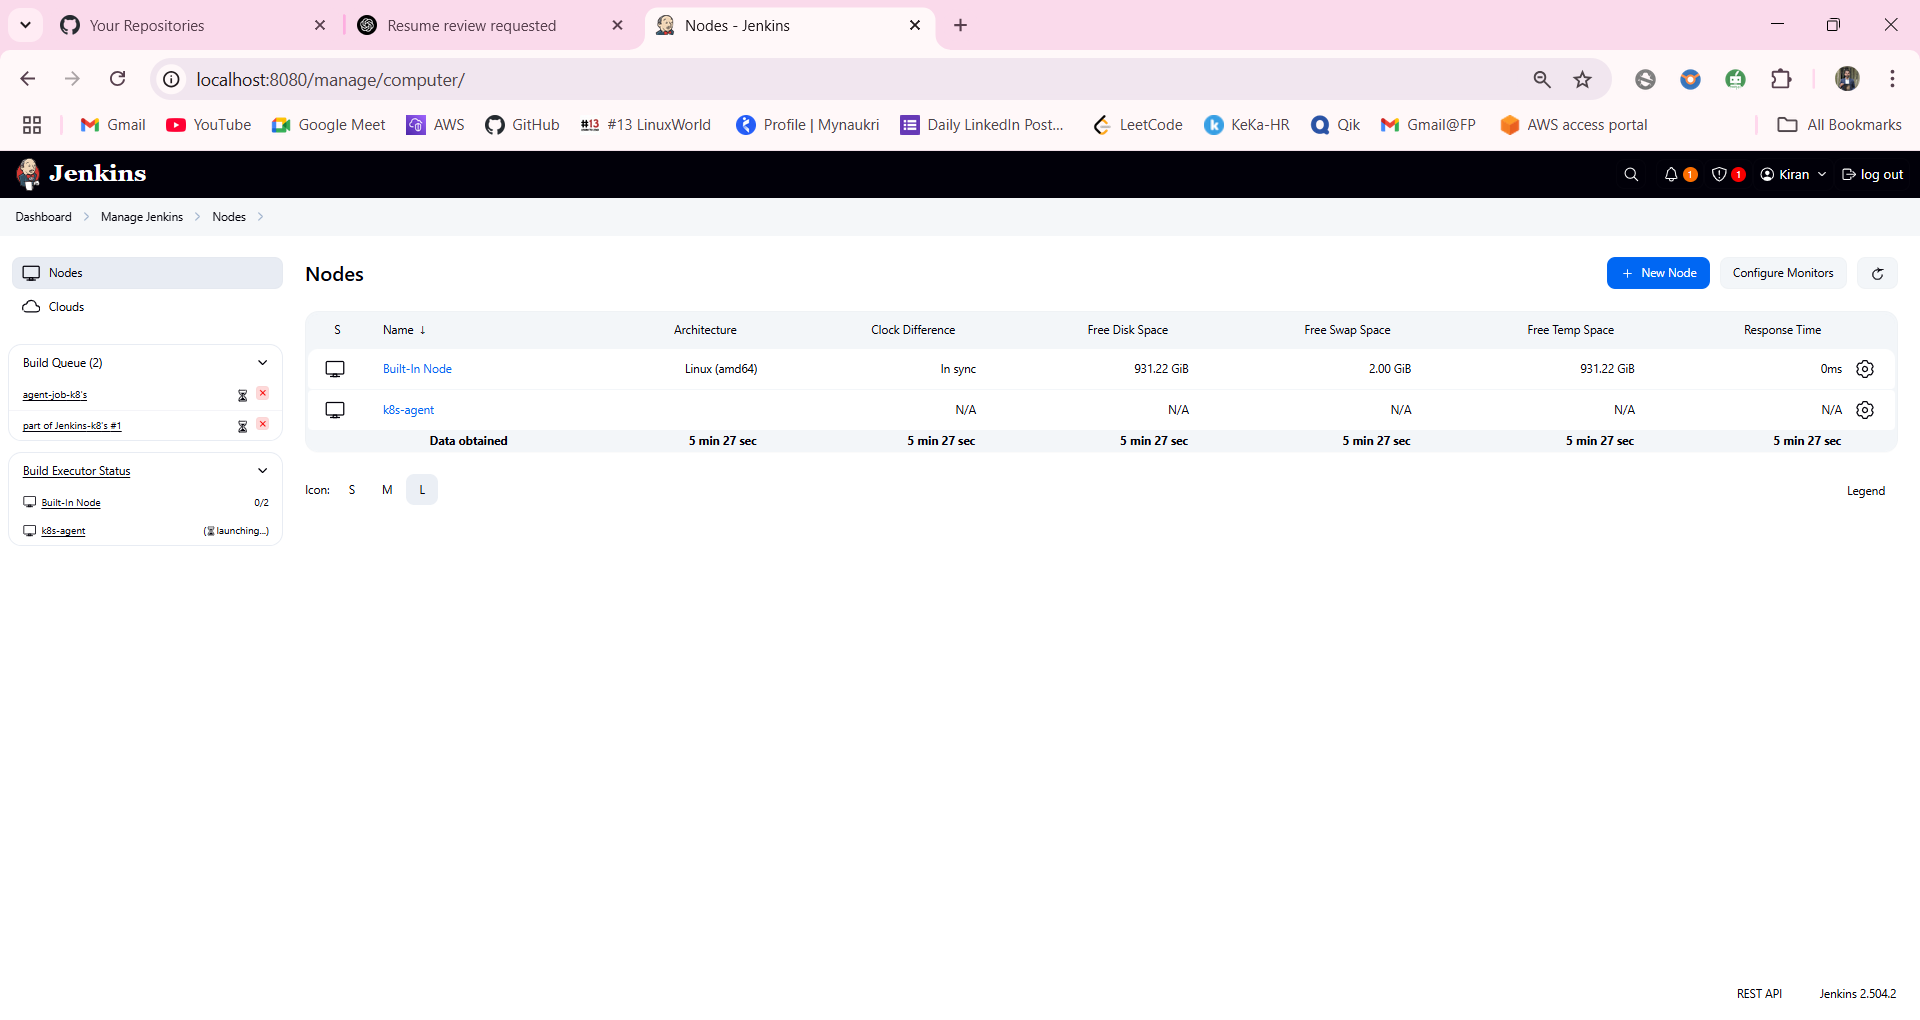 Your Repositories
Resume review requested
Nodes - Jenkins
localhost:8080/manage/computer/
Gmail
YouTube
Google Meet
AWS
GitHub
#13 #13 LinuxWorld
Profile | Mynaukri
Daily LinkedIn Post...
LeetCode
KeKa-HR
Qik
Gmail@FP
AWS access portal
All Bookmarks
Jenkins
1
1
Kiran
log out
Dashboard
Manage Jenkins
Nodes
Nodes
Clouds
Build Queue (2)
agent-job-k8's
part of Jenkins-k8's #1
Build Executor Status
Built-In Node 0/2
k8s-agent (launching...)
Nodes
+ New Node
Configure Monitors
S Name ↓ Architecture Clock Difference Free Disk Space Free Swap Space Free Temp Space Response Time
Built-In Node Linux (amd64) In sync 931.22 GiB 2.00 GiB 931.22 GiB 0ms
k8s-agent N/A N/A N/A N/A N/A
Data obtained 5 min 27 sec 5 min 27 sec 5 min 27 sec 5 min 27 sec 5 min 27 sec 5 min 27 sec
Icon: S M L
Legend
REST API
Jenkins 2.504.2